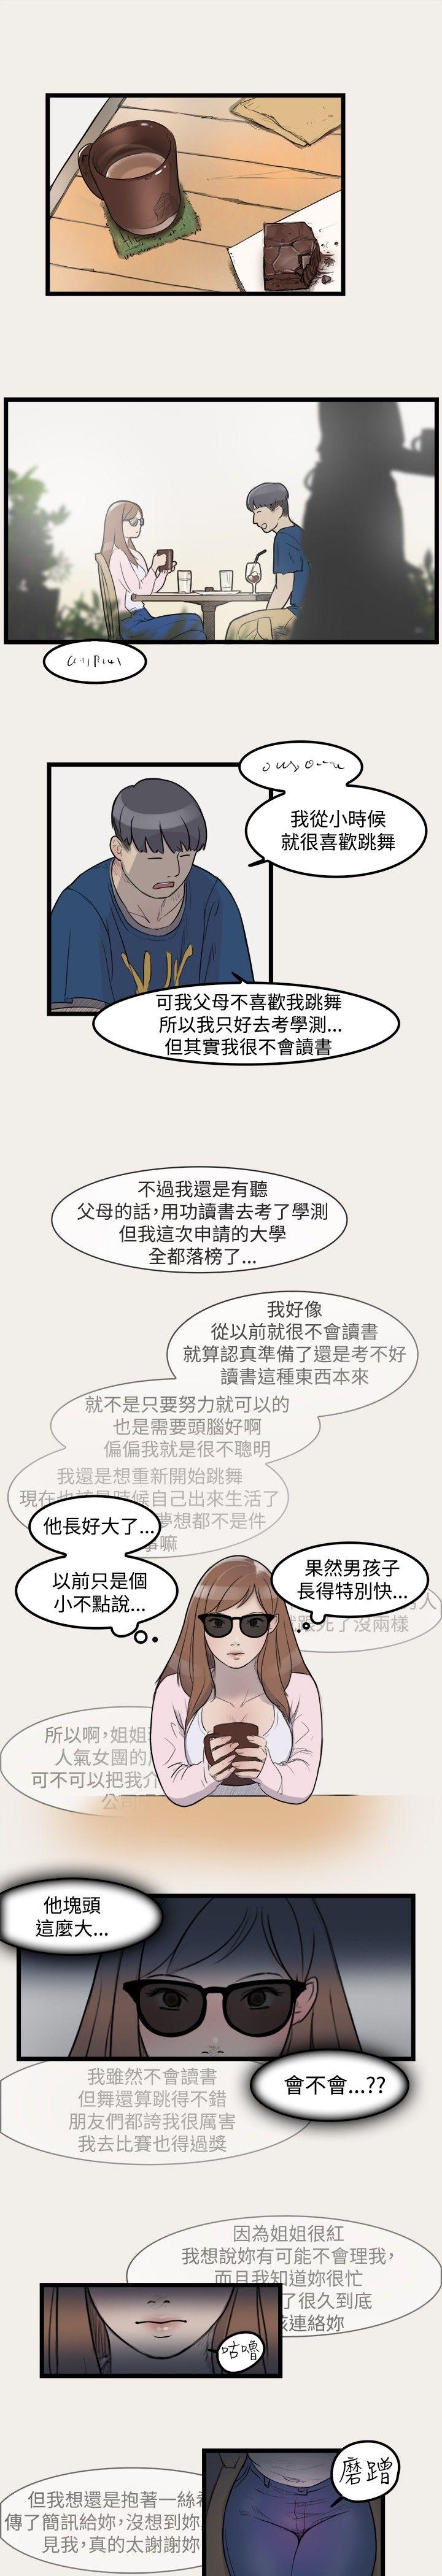 我從小時候
就很喜歡跳舞
可我父母不喜歡我跳舞
所以我只好去考學測...
但其實我很不會讀書
不過我還是有聽
父母的話，用功讀書去考了學測
但我這次申請的大學
全都落榜了...
我好像
從以前就很不會讀書
就算認真準備了還是考不好
讀書這種東西本來
就不是只要努力就可以的
也是需要頭腦好啊
偏偏我就是很不聰明
我還是想重新開始跳舞
現在也該是時候自己出來生活了
夢想都不是件
事嘛
他長好大了...
以前只是個
小不點說...
果然男孩子
長得特別快...
男人
就跟死了沒兩樣
所以啊，姐姐
人氣女團的
可不可以把我介
公司
他塊頭
這麼大...
會不會...??
我雖然不會讀書
但舞還算跳得不錯
朋友們都誇我很厲害
我去比賽也得過獎
因為姐姐很紅
我想說妳有可能不會理我，
而且我知道妳很忙
了很久到底
該連絡妳
咕嚕
磨蹭
但我想還是抱著一絲希
傳了簡訊給妳，沒想到妳
見我，真的太謝謝妳